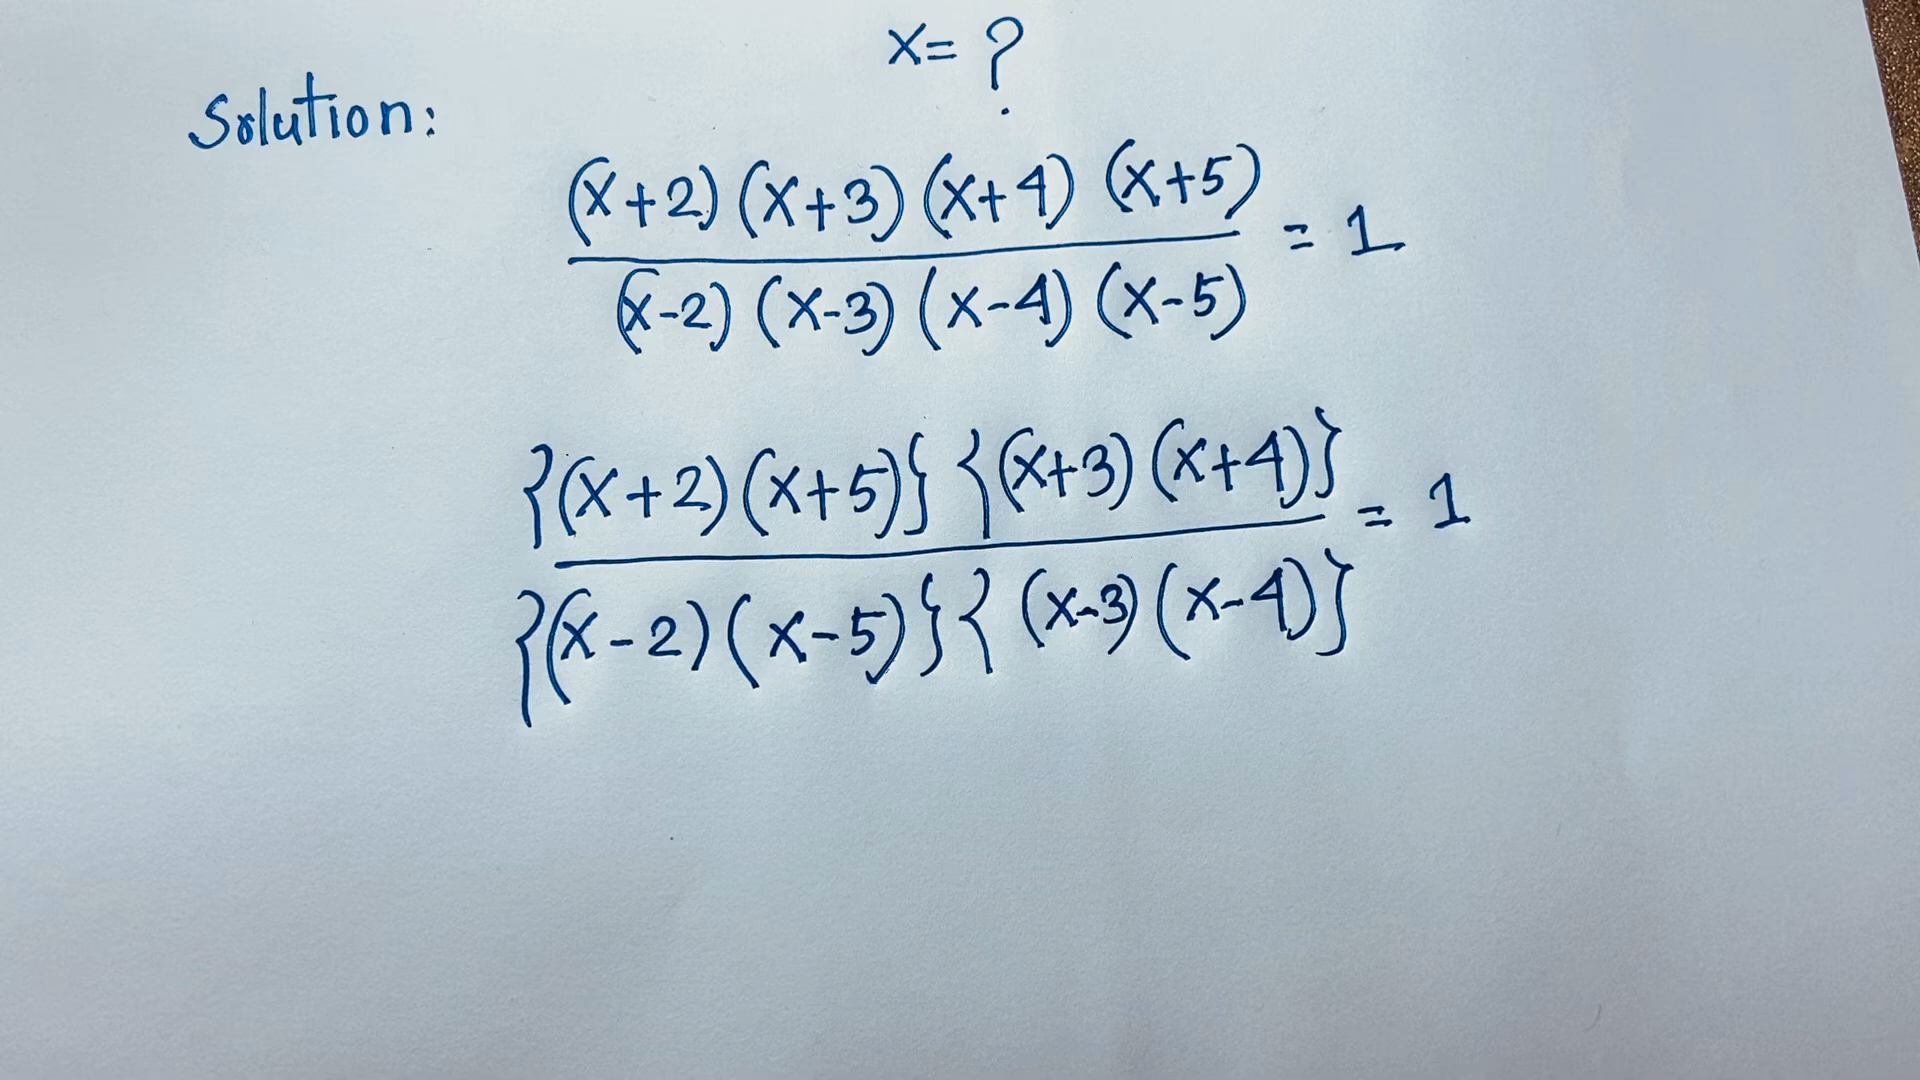 x = ?
Solution:
(x+2) (x+3) (x+4) (x+5)
= 1
(x-2) (x-3) (x-4) (x-5)
{(x+2) (x+5)} {(x+3) (x+4)}
= 1
{(x-2) (x-5)} { (x-3) (x-4)}